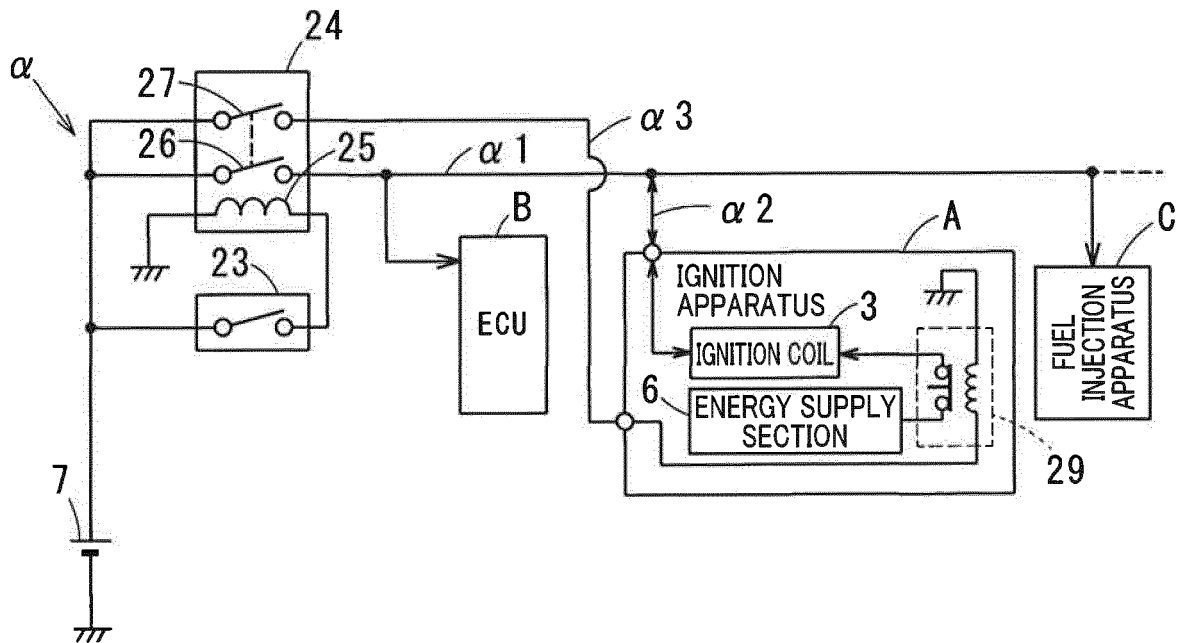 24
α
27
α3
26
25
α1
B
α2
A
C
23
IGNITION
APPARATUS
3
ECU
IGNITION COIL
FUEL
INJECTION
APPARATUS
6
ENERGY SUPPLY
SECTION
29
7